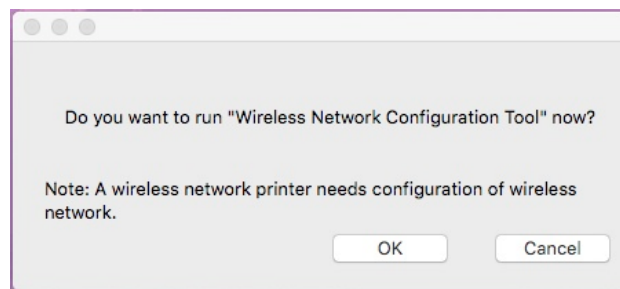 Do you want to run "Wireless Network Configuration Tool" now?
Note: A wireless network printer needs configuration of wireless
network.
OK
Cancel